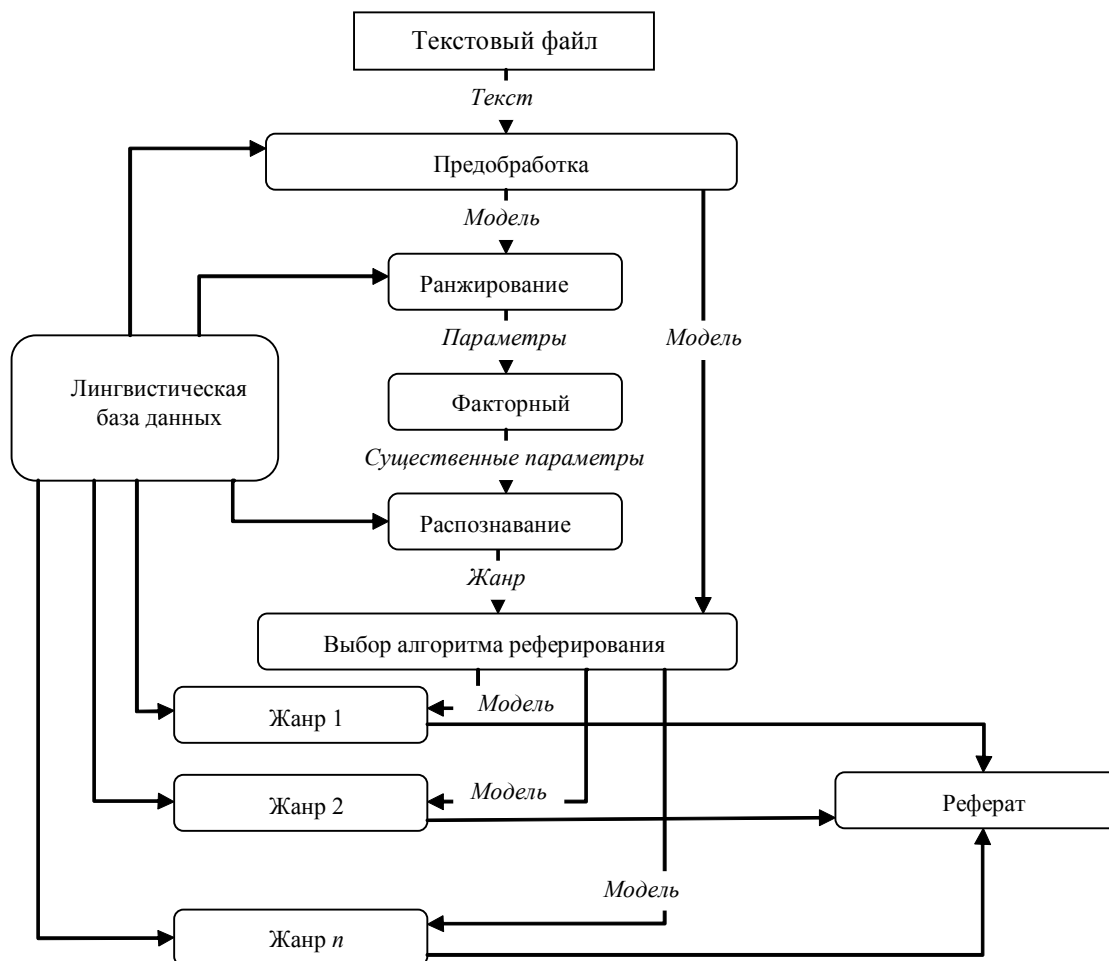 Текстовый файл
Текст
Предобработка
Модель
Ранжирование
Параметры
Модель
Лингвистическая
база данных
Факторный
Существенные параметры
Распознавание
Жанр
Выбор алгоритма реферирования
Модель
Жанр 1
Модель
Жанр 2
Реферат
Модель
Жанр n